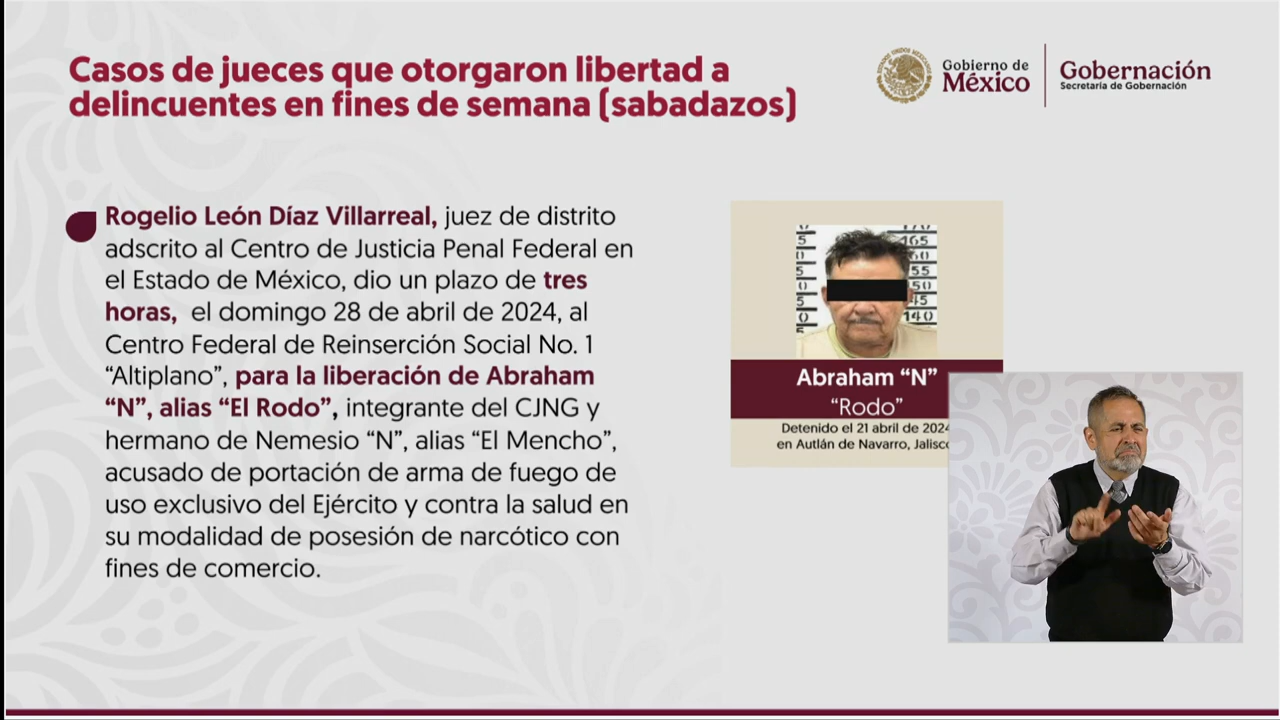 Casos de jueces que otorgaron libertad a
delincuentes en fines de semana (sabadazos)
Gobierno de
México
Gobernación
Secretaría de Gobernación
Rogelio León Díaz Villarreal, juez de distrito
adscrito al Centro de Justicia Penal Federal en
el Estado de México, dio un plazo de tres
horas, el domingo 28 de abril de 2024, al
Centro Federal de Reinserción Social No. 1
“Altiplano”, para la liberación de Abraham
“N”, alias “El Rodo”, integrante del CJNG y
hermano de Nemesio “N”, alias “El Mencho”,
acusado de portación de arma de fuego de
uso exclusivo del Ejército y contra la salud en
su modalidad de posesión de narcótico con
fines de comercio.
165
140
Abraham “N”
“Rodo”
Detenido el 21 abril de 2024
en Autlán de Navarro, Jalisco